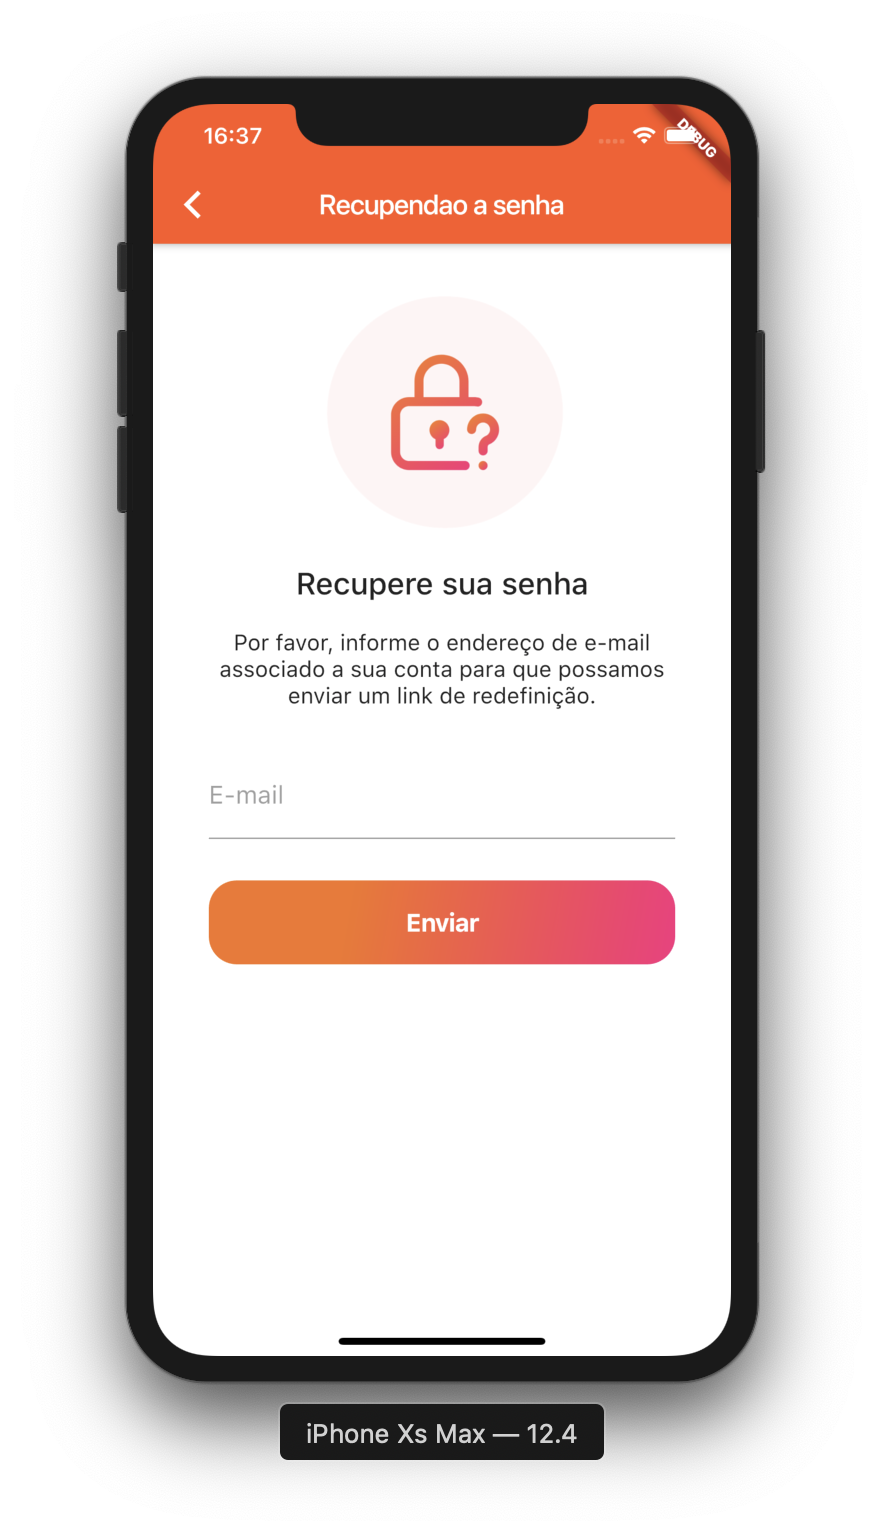 16:37
DEBUG
Recupendao a senha
?
Recupere sua senha
Por favor, informe o endereço de e-mail
associado a sua conta para que possamos
enviar um link de redefinição.
E-mail
Enviar
iPhone Xs Max — 12.4